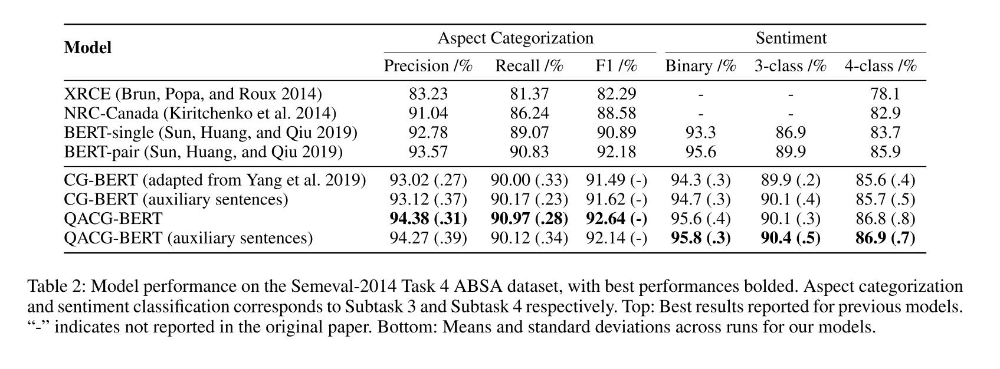 Model Aspect Categorization Sentiment
Precision /% Recall /% F1 /% Binary /% 3-class /% 4-class /%
XRCE (Brun, Popa, and Roux 2014) 83.23 81.37 82.29 - - 78.1
NRC-Canada (Kiritchenko et al. 2014) 91.04 86.24 88.58 - - 82.9
BERT-single (Sun, Huang, and Qiu 2019) 92.78 89.07 90.89 93.3 86.9 83.7
BERT-pair (Sun, Huang, and Qiu 2019) 93.57 90.83 92.18 95.6 89.9 85.9
CG-BERT (adapted from Yang et al. 2019) 93.02 (.27) 90.00 (.33) 91.49 (-) 94.3 (.3) 89.9 (.2) 85.6 (.4)
CG-BERT (auxiliary sentences) 93.12 (.37) 90.17 (.23) 91.62 (-) 94.7 (.3) 90.1 (.4) 85.7 (.5)
QACG-BERT 94.38 (.31) 90.97 (.28) 92.64 (-) 95.6 (.4) 90.1 (.3) 86.8 (.8)
QACG-BERT (auxiliary sentences) 94.27 (.39) 90.12 (.34) 92.14 (-) 95.8 (.3) 90.4 (.5) 86.9 (.7)
Table 2: Model performance on the Semeval-2014 Task 4 ABSA dataset, with best performances bolded. Aspect categorization
and sentiment classification corresponds to Subtask 3 and Subtask 4 respectively. Top: Best results reported for previous models.
“-” indicates not reported in the original paper. Bottom: Means and standard deviations across runs for our models.